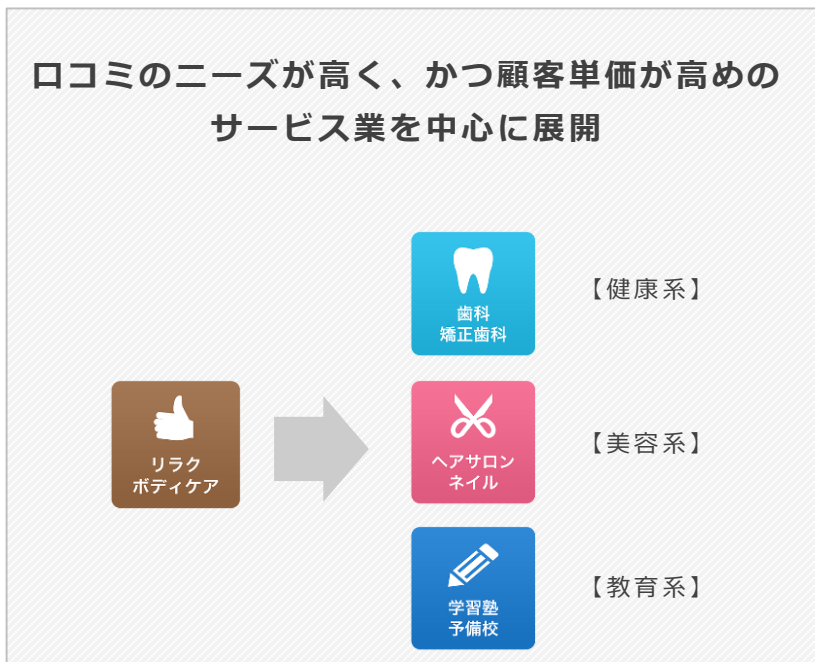 口コミのニーズが高く、かつ顧客単価が高めの
サービス業を中心に展開
歯科
矯正歯科
【健康系】
リラク
ボディケア
ヘアサロン
ネイル
【美容系】
学習塾
予備校
【教育系】